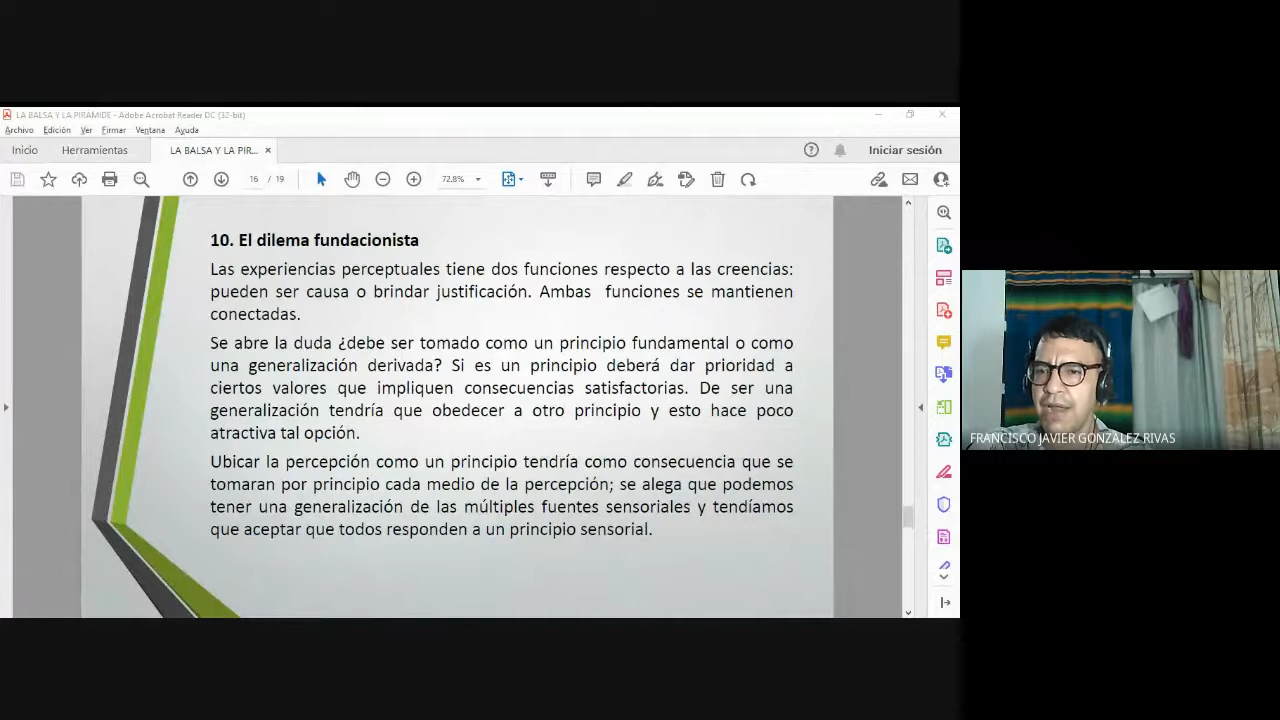 LA BALSA Y LA PIRÁMIDE - Adobe Acrobat Reader DC (32-bit)
Archivo Edición Ver Firmar Ventana Ayuda
Inicio Herramientas LA BALSA Y LA PIR... × Iniciar sesión
16 / 19 72.8%
10. El dilema fundacionista
Las experiencias perceptuales tiene dos funciones respecto a las creencias:
pueden ser causa o brindar justificación. Ambas funciones se mantienen
conectadas.
Se abre la duda ¿debe ser tomado como un principio fundamental o como
una generalización derivada? Si es un principio deberá dar prioridad a
ciertos valores que impliquen consecuencias satisfactorias. De ser una
generalización tendría que obedecer a otro principio y esto hace poco
atractiva tal opción.
Ubicar la percepción como un principio tendría como consecuencia que se
tomaran por principio cada medio de la percepción; se alega que podemos
tener una generalización de las múltiples fuentes sensoriales y tendíamos
que aceptar que todos responden a un principio sensorial.
FRANCISCO JAVIER GONZALEZ RIVAS